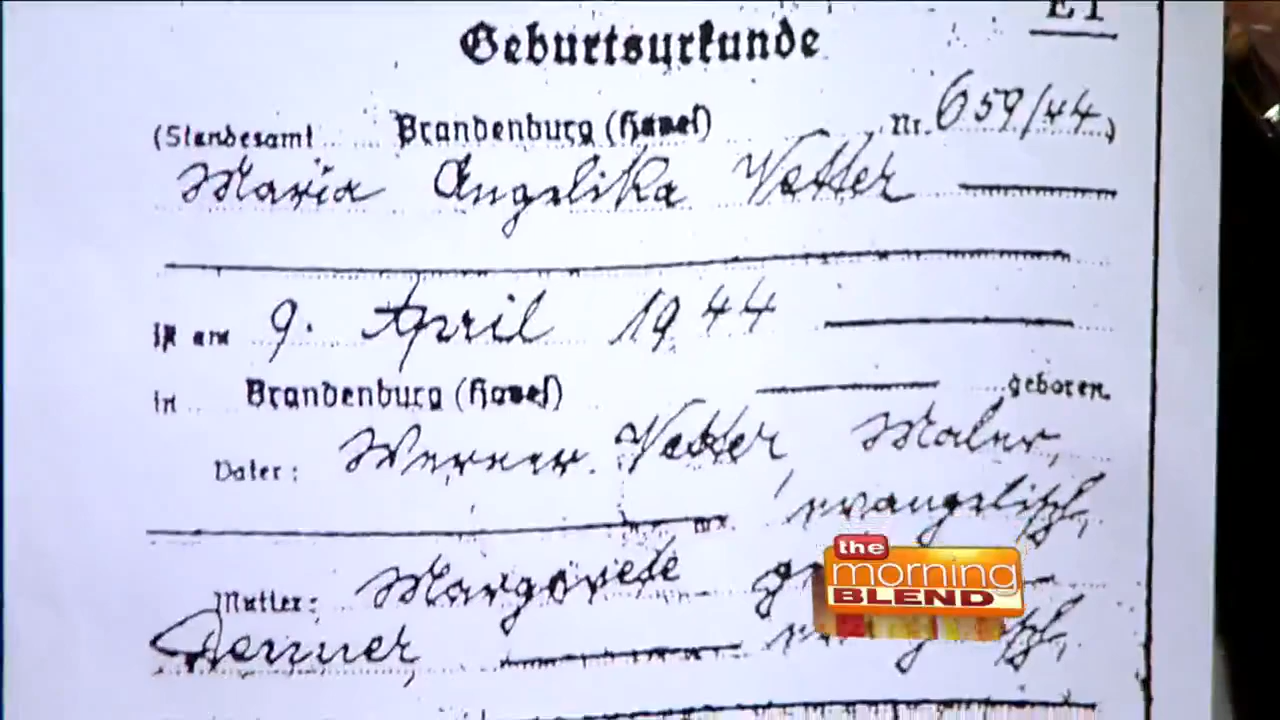 E1
Geburtsurkunde
(Standesamt Brandenburg (Havel) Nr. 659/44,)
Maria Angelika Vetter
ist am 9. April 1944
in Brandenburg (Havel) geboren.
Vater: Werner Vetter, Maler,
evangelisch,
Mutter: Margarete
Denner,
the
morning
BLEND